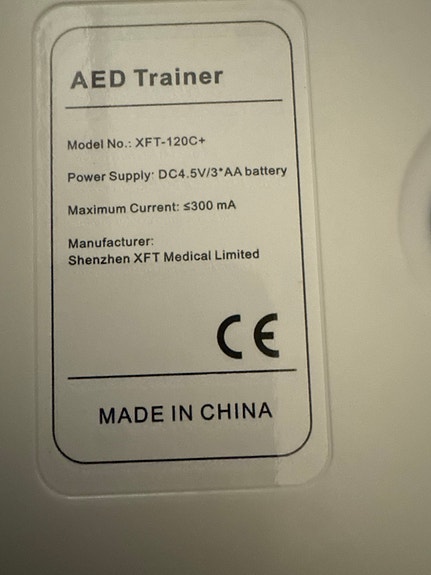 AED Trainer
Model No.: XFT-120C+
Power Supply: DC4.5V/3*AA battery
Maximum Current: ≤300 mA
Manufacturer:
Shenzhen XFT Medical Limited
CE
MADE IN CHINA